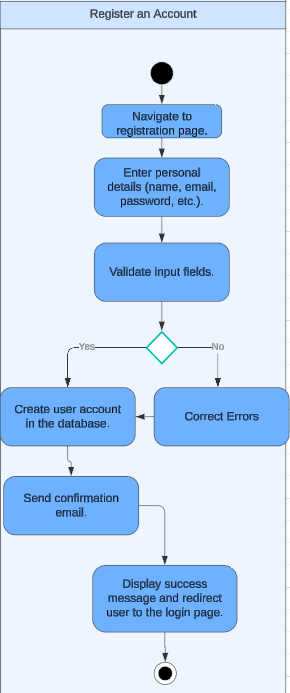 Register an Account
Navigate to
registration page.
Enter personal
details (name, email,
password, etc.).
Validate input fields.
Yes
No
Create user account
in the database.
Correct Errors
Send confirmation
email.
Display success
message and redirect
user to the login page.